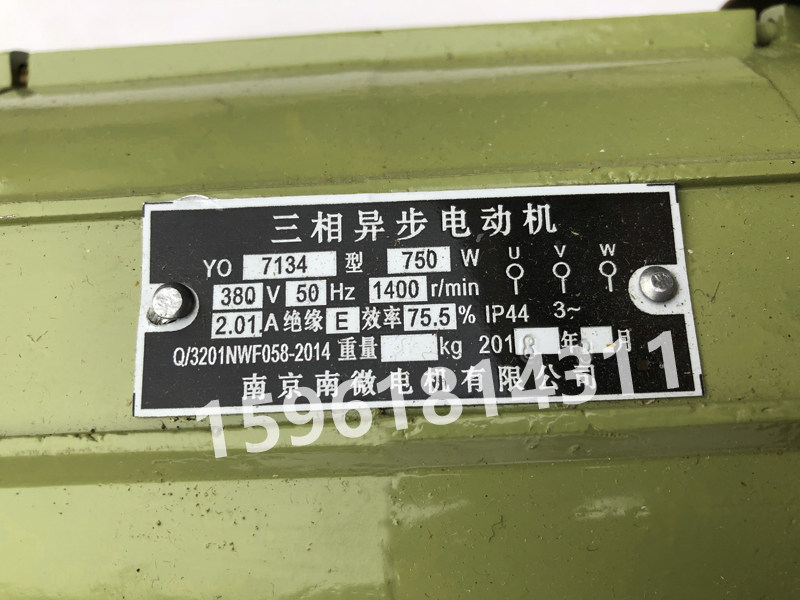 三相异步电动机
YO 7134 型 750 W U V W
380 V 50 Hz 1400 r/min
2.01 A 绝缘 E 效率 75.5 % IP44 3~
Q/3201NWF058-2014 重量 kg 2018 年 月
南京南微电机有限公司
15961814311